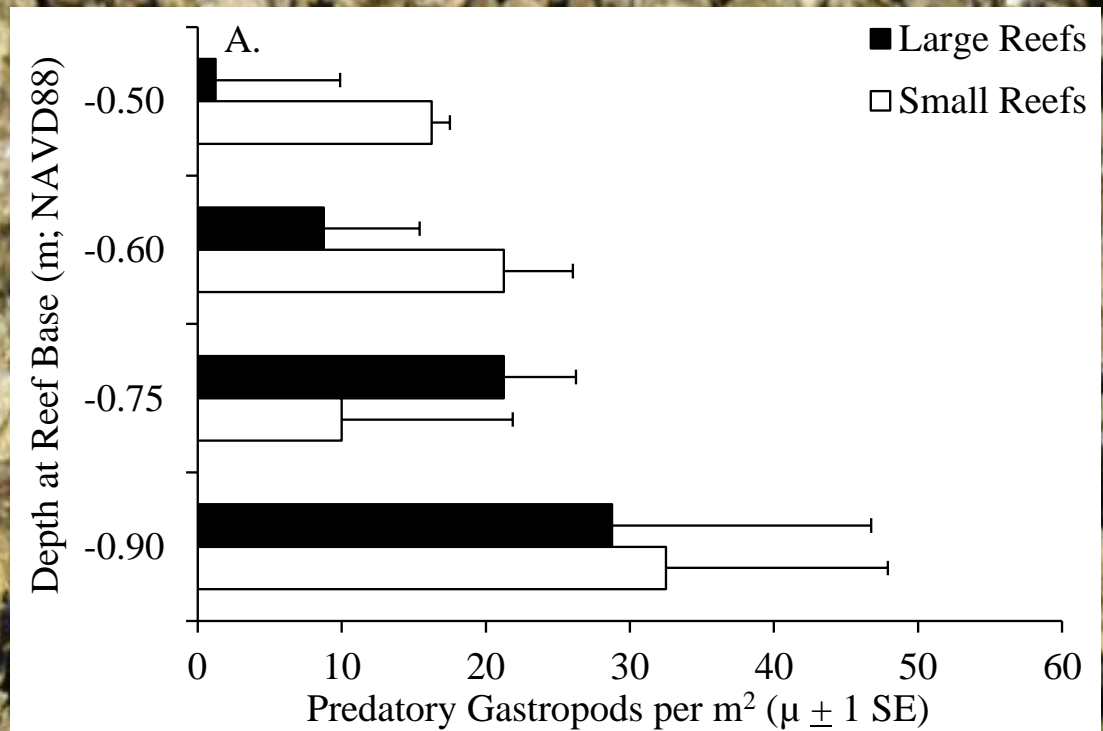 A.
Large Reefs
Small Reefs
Depth at Reef Base (m; NAVD88)
-0.50
-0.60
-0.75
-0.90
0 10 20 30 40 50 60
Predatory Gastropods per m² (µ ± 1 SE)